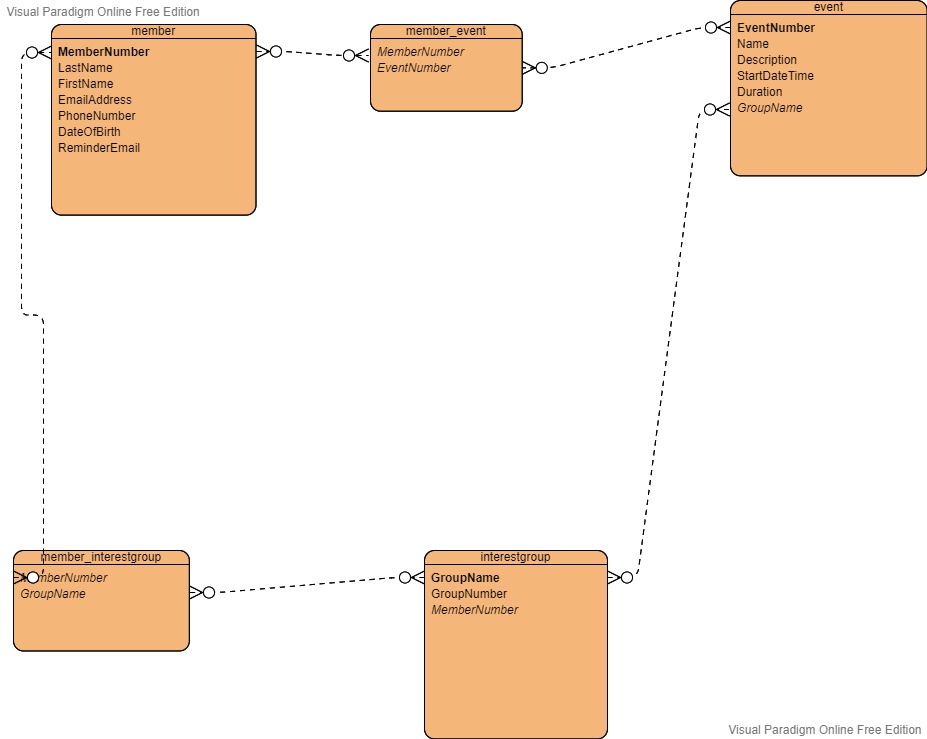 Visual Paradigm Online Free Edition
member
MemberNumber
LastName
FirstName
EmailAddress
PhoneNumber
DateOfBirth
ReminderEmail
member_event
MemberNumber
EventNumber
event
EventNumber
Name
Description
StartDateTime
Duration
GroupName
member_interestgroup
mberNumber
GroupName
interestgroup
GroupName
GroupNumber
MemberNumber
Visual Paradigm Online Free Edition